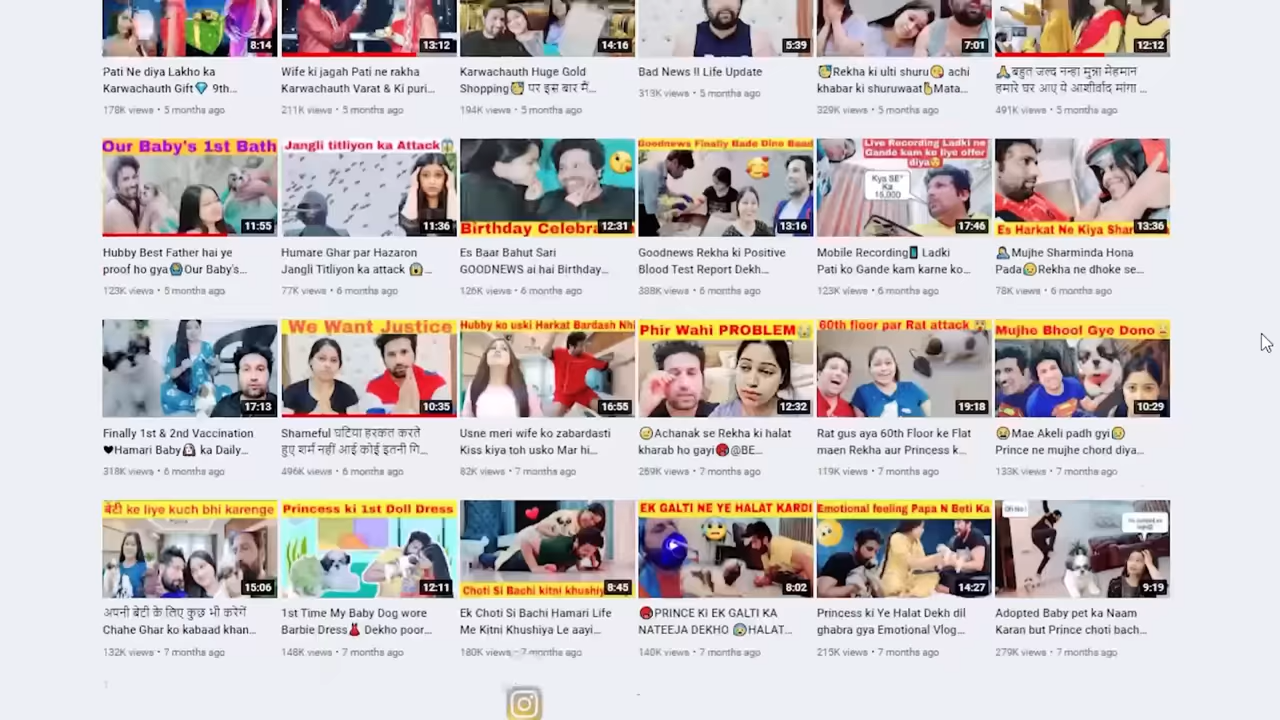 8:14
13:12
14:16
5:39
7:01
12:12
Pati Ne diya Lakho ka
Karwachauth Gift💎 9th...
178K views • 5 months ago
Wife ki jagah Pati ne rakha
Karwachauth Varat & Ki puri...
211K views • 5 months ago
Karwachauth Huge Gold
Shopping🥰 पर इस बार मैं...
194K views • 5 months ago
Bad News !! Life Update
313K views • 5 months ago
Rekha ki ulti shuru achi
khabar ki shuruwaat Mata...
329K views • 5 months ago
🙏बहुत जल्द नन्हा मुन्ना मेहमान
हमारे घर आए ये आशीर्वाद मांगा ...
491K views • 5 months ago
Our Baby's 1st Bath
11:55
Jangli titliyon ka Attack😱
11:36
Birthday Celebra
12:31
Goodnews Finally Bade Dino Baad
13:16
Live Recording Ladki ne
Gande kam ke liye offer
diya
Kya SE*
Ka
15,000
17:46
Es Harkat Ne Kiya Shar
13:36
Hubby Best Father hai ye
proof ho gya Our Baby's...
123K views • 5 months ago
Humare Ghar par Hazaron
Jangli Titliyon ka attack 😱...
77K views • 6 months ago
Es Baar Bahut Sari
GOODNEWS ai hai Birthday...
126K views • 6 months ago
Goodnews Rekha ki Positive
Blood Test Report Dekh...
388K views • 6 months ago
Mobile Recording📱 Ladki
Pati ko Gande kam karne ko...
123K views • 6 months ago
Mujhe Sharminda Hona
Pada Rekha ne dhoke se...
78K views • 6 months ago
17:13
We Want Justice
10:35
Hubby ko uski Harkat Bardash Nhi
16:55
Phir Wahi PROBLEM😭
12:32
60th floor par Rat attack
19:18
Mujhe Bhool Gye Dono
10:29
Finally 1st & 2nd Vaccination
♥Hamari Baby ka Daily...
318K views • 6 months ago
Shameful घटिया हरकत करते
हुए शर्म नहीं आई कोई इतनी गि...
496K views • 6 months ago
Usne meri wife ko zabardasti
Kiss kiya toh usko Mar hi...
82K views • 7 months ago
Achanak se Rekha ki halat
kharab ho gayi @BE...
259K views • 7 months ago
Rat gus aya 60th Floor ke Flat
maen Rekha aur Princess k...
119K views • 7 months ago
Mae Akeli padh gyi
Prince ne mujhe chord diya...
133K views • 7 months ago
बेटी ke liye kuch bhi karenge
15:06
Princess ki 1st Doll Dress
12:11
Choti Si Bachi kitni khushiy
8:45
EK GALTI NE YE HALAT KARDI
8:02
Emotional feeling Papa N Beti Ka
14:27
Oh No!
9:19
अपनी बेटी के लिए कुछ भी करेगें
Chahe Ghar ko kabaad khan...
132K views • 7 months ago
1st Time My Baby Dog wore
Barbie Dress Dekho poor...
148K views • 7 months ago
Ek Choti Si Bachi Hamari Life
Me Kitni Khushiya Le aayi...
180K views • 7 months ago
PRINCE KI EK GALTI KA
NATEEJA DEKHO HALAT...
140K views • 7 months ago
Princess ki Ye Halat Dekh dil
ghabra gya Emotional Vlog...
215K views • 7 months ago
Adopted Baby pet ka Naam
Karan but Prince choti bach...
279K views • 7 months ago